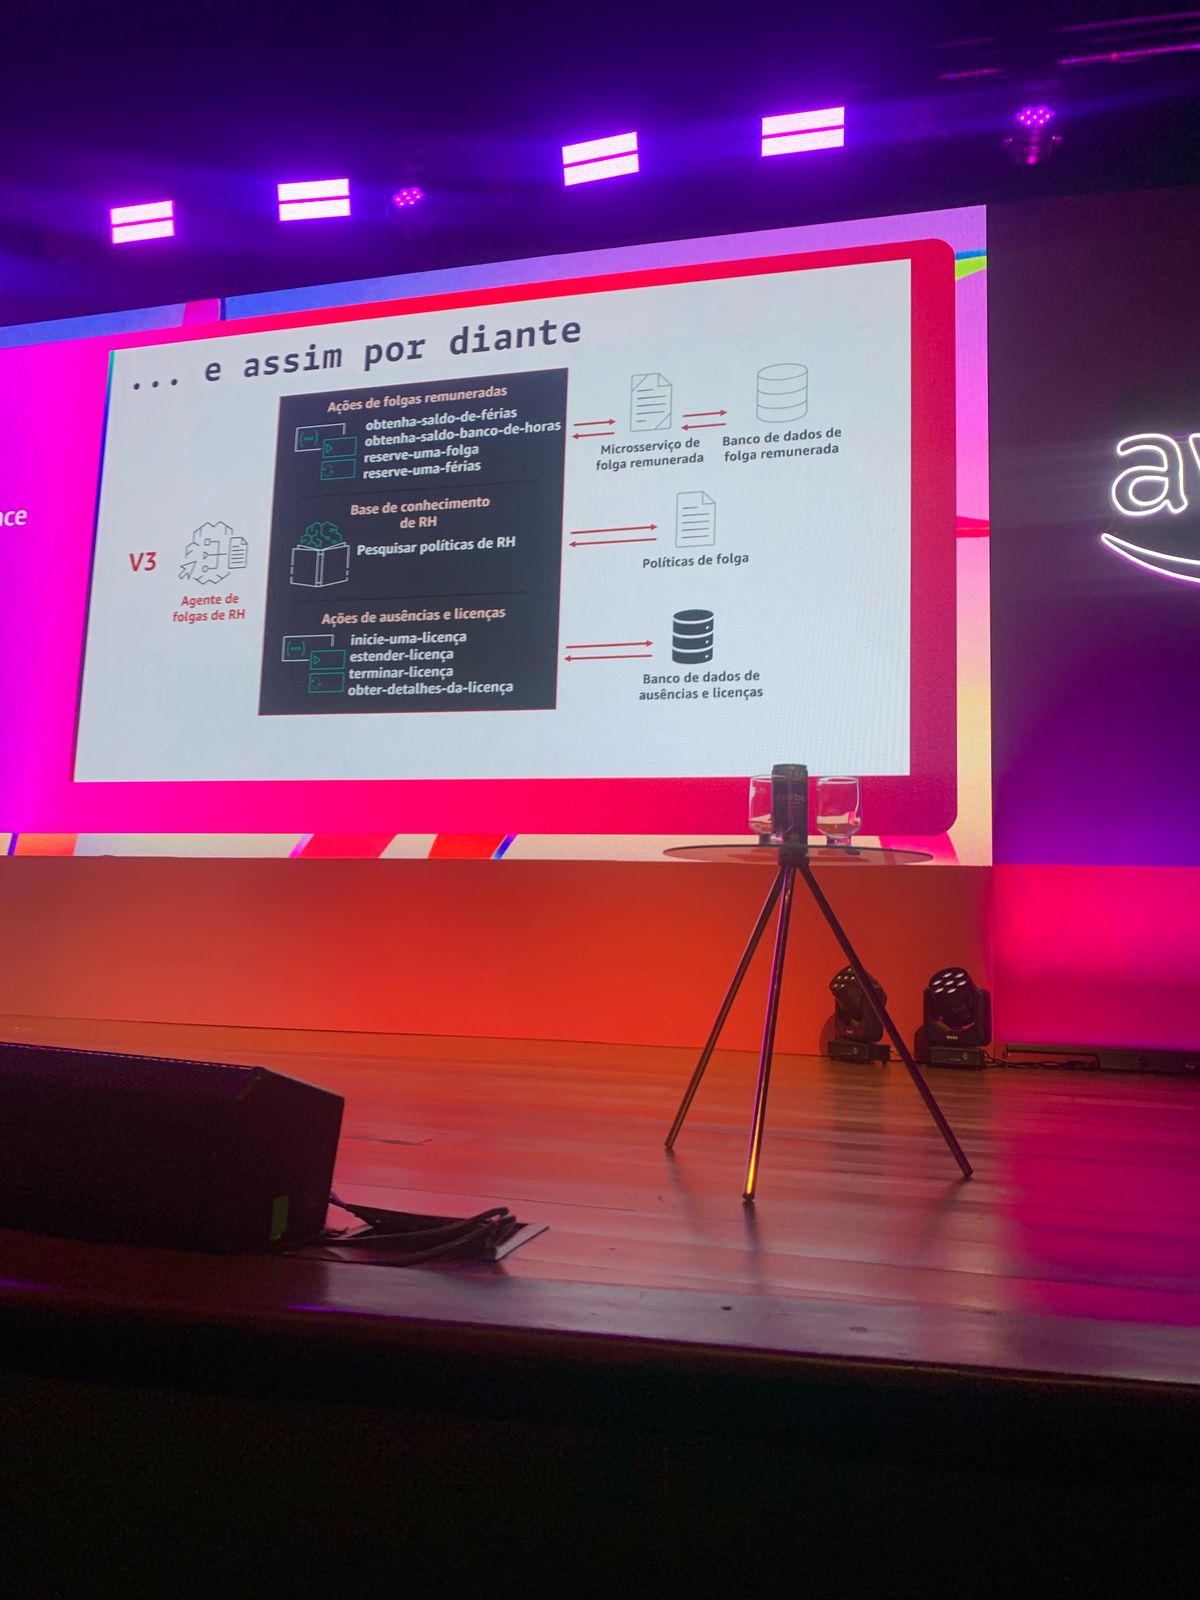 ... e assim por diante
Ações de folgas remuneradas
obtenha-saldo-de-férias
obtenha-saldo-banco-de-horas
reserve-uma-folga
reserve-uma-férias
Microsserviço de
folga remunerada
Banco de dados de
folga remunerada
Base de conhecimento
de RH
Pesquisar políticas de RH
Políticas de folga
V3
Agente de
folgas de RH
Ações de ausências e licenças
inicie-uma-licença
estender-licença
terminar-licença
obter-detalhes-da-licença
Banco de dados de
ausências e licenças